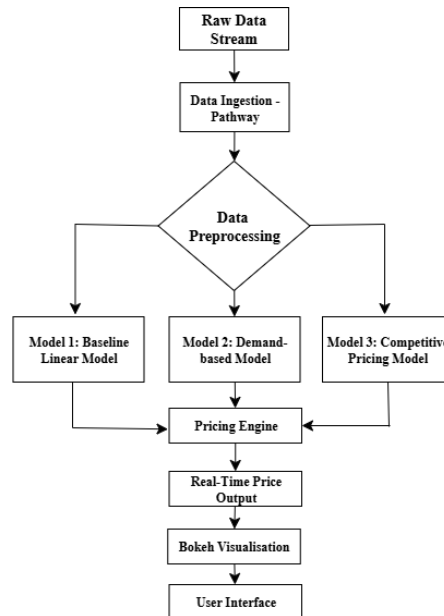 Raw Data
Stream
Data Ingestion -
Pathway
Data
Preprocessing
Model 1: Baseline
Linear Model
Model 2: Demand-
based Model
Model 3: Competitive
Pricing Model
Pricing Engine
Real-Time Price
Output
Bokeh Visualisation
User Interface